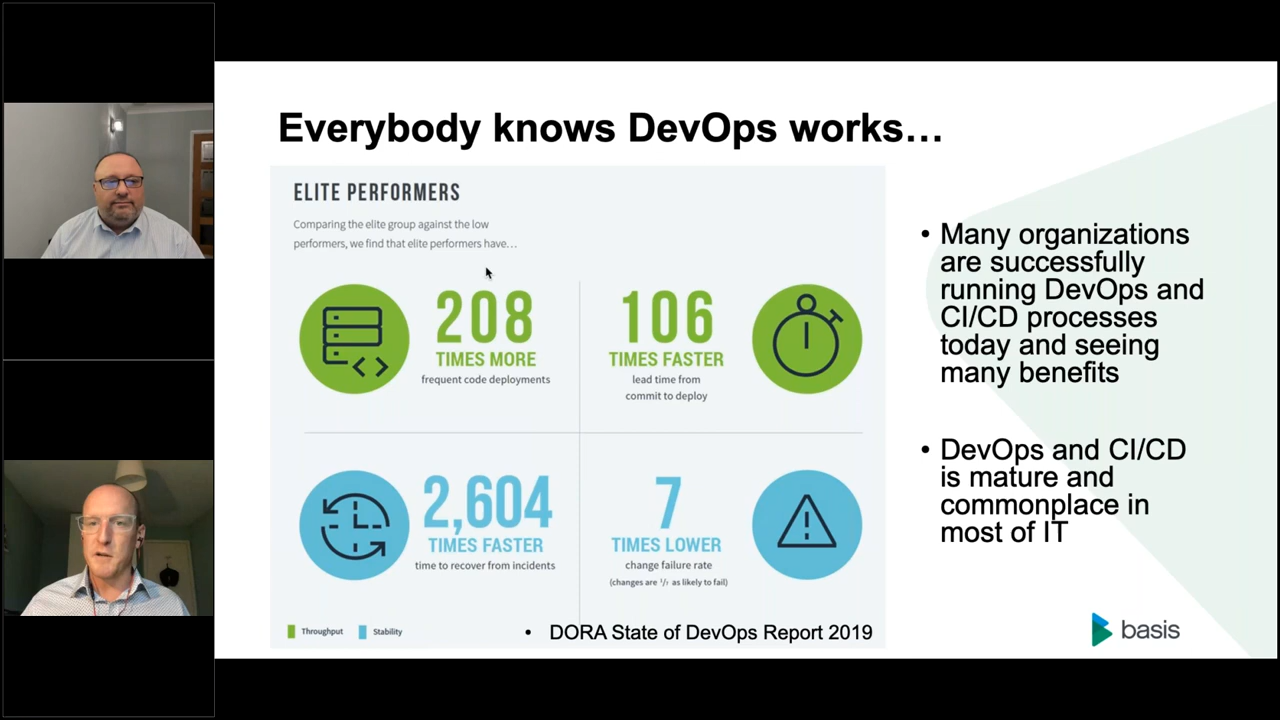 Everybody knows DevOps works…
ELITE PERFORMERS
Comparing the elite group against the low
performers, we find that elite performers have…
208
TIMES MORE
frequent code deployments
106
TIMES FASTER
lead time from
commit to deploy
2,604
TIMES FASTER
time to recover from incidents
7
TIMES LOWER
change failure rate
(changes are 1/7 as likely to fail)
Throughput
Stability
• DORA State of DevOps Report 2019
• Many organizations
are successfully
running DevOps and
CI/CD processes
today and seeing
many benefits
• DevOps and CI/CD
is mature and
commonplace in
most of IT
basis